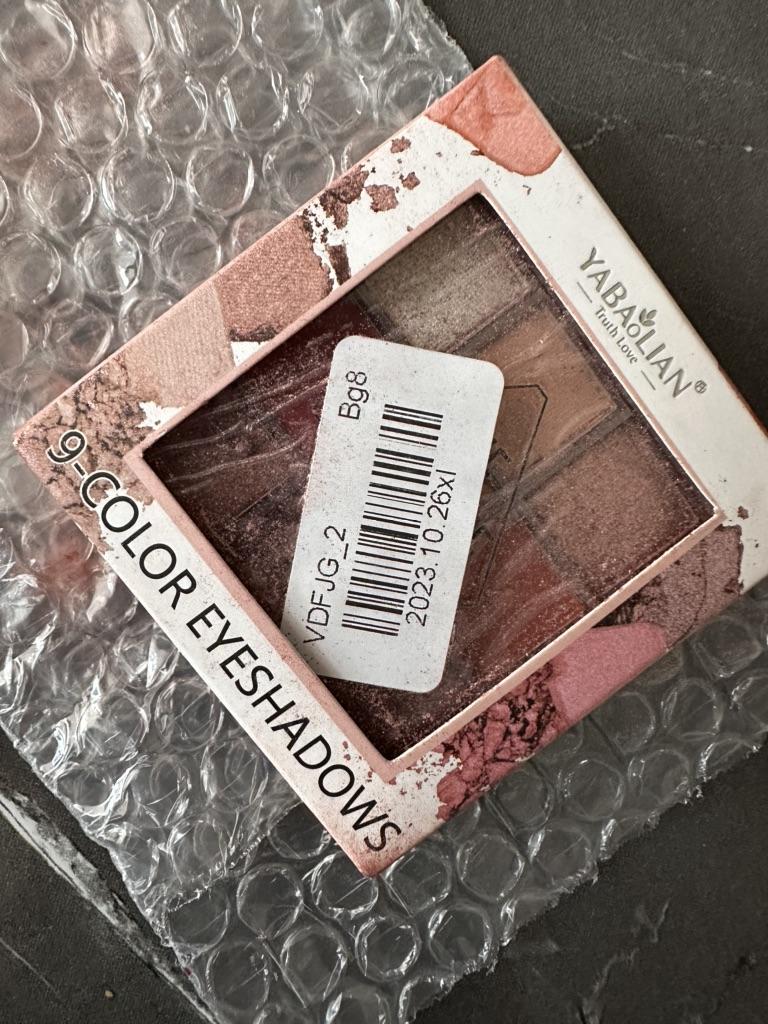 YABAOLIAN®
Truth Love
Bg8
VDFJG_2
2023.10.26xl
9-COLOR EYESHADOWS